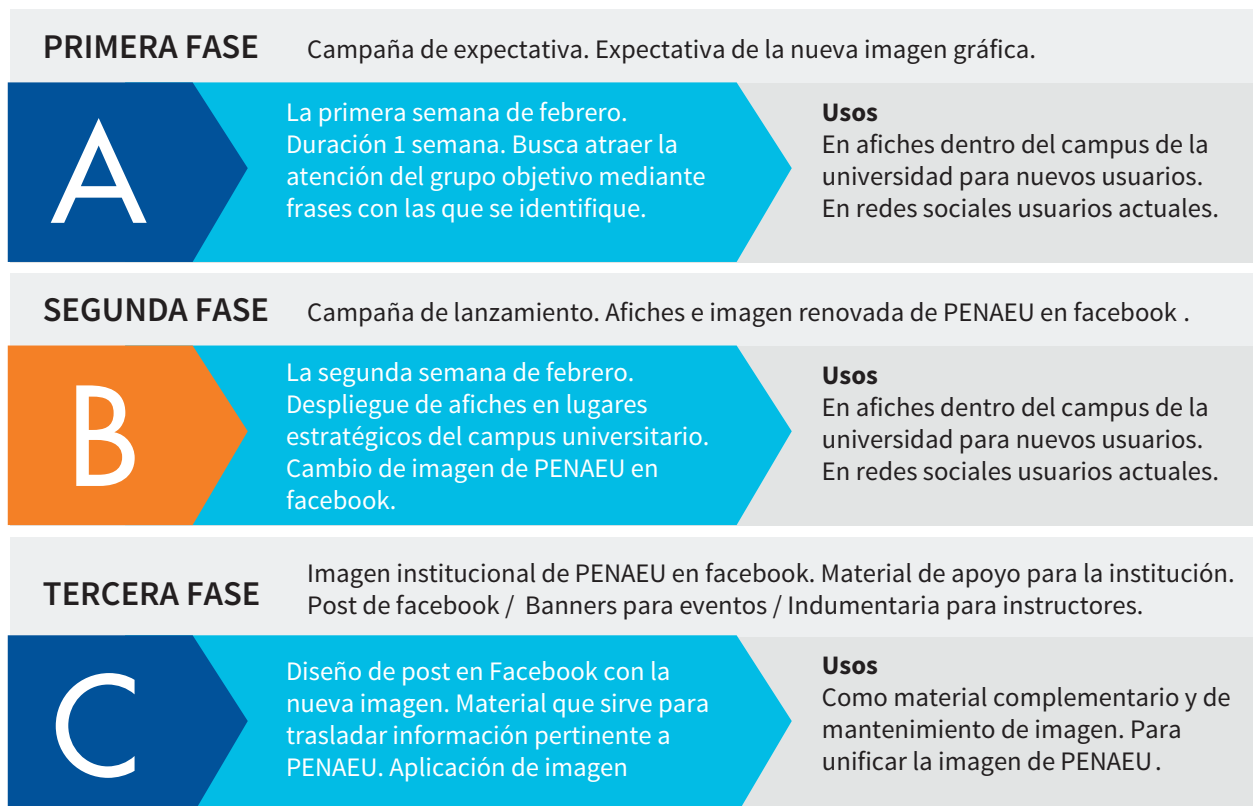 PRIMERA FASE
Campaña de expectativa. Expectativa de la nueva imagen gráfica.
A
La primera semana de febrero.
Duración 1 semana. Busca atraer la
atención del grupo objetivo mediante
frases con las que se identifique.
Usos
En afiches dentro del campus de la
universidad para nuevos usuarios.
En redes sociales usuarios actuales.
SEGUNDA FASE
Campaña de lanzamiento. Afiches e imagen renovada de PENAEU en facebook .
B
La segunda semana de febrero.
Despliegue de afiches en lugares
estratégicos del campus universitario.
Cambio de imagen de PENAEU en
facebook.
Usos
En afiches dentro del campus de la
universidad para nuevos usuarios.
En redes sociales usuarios actuales.
TERCERA FASE
Imagen institucional de PENAEU en facebook. Material de apoyo para la institución.
Post de facebook / Banners para eventos / Indumentaria para instructores.
C
Diseño de post en Facebook con la
nueva imagen. Material que sirve para
trasladar información pertinente a
PENAEU. Aplicación de imagen
Usos
Como material complementario y de
mantenimiento de imagen. Para
unificar la imagen de PENAEU.